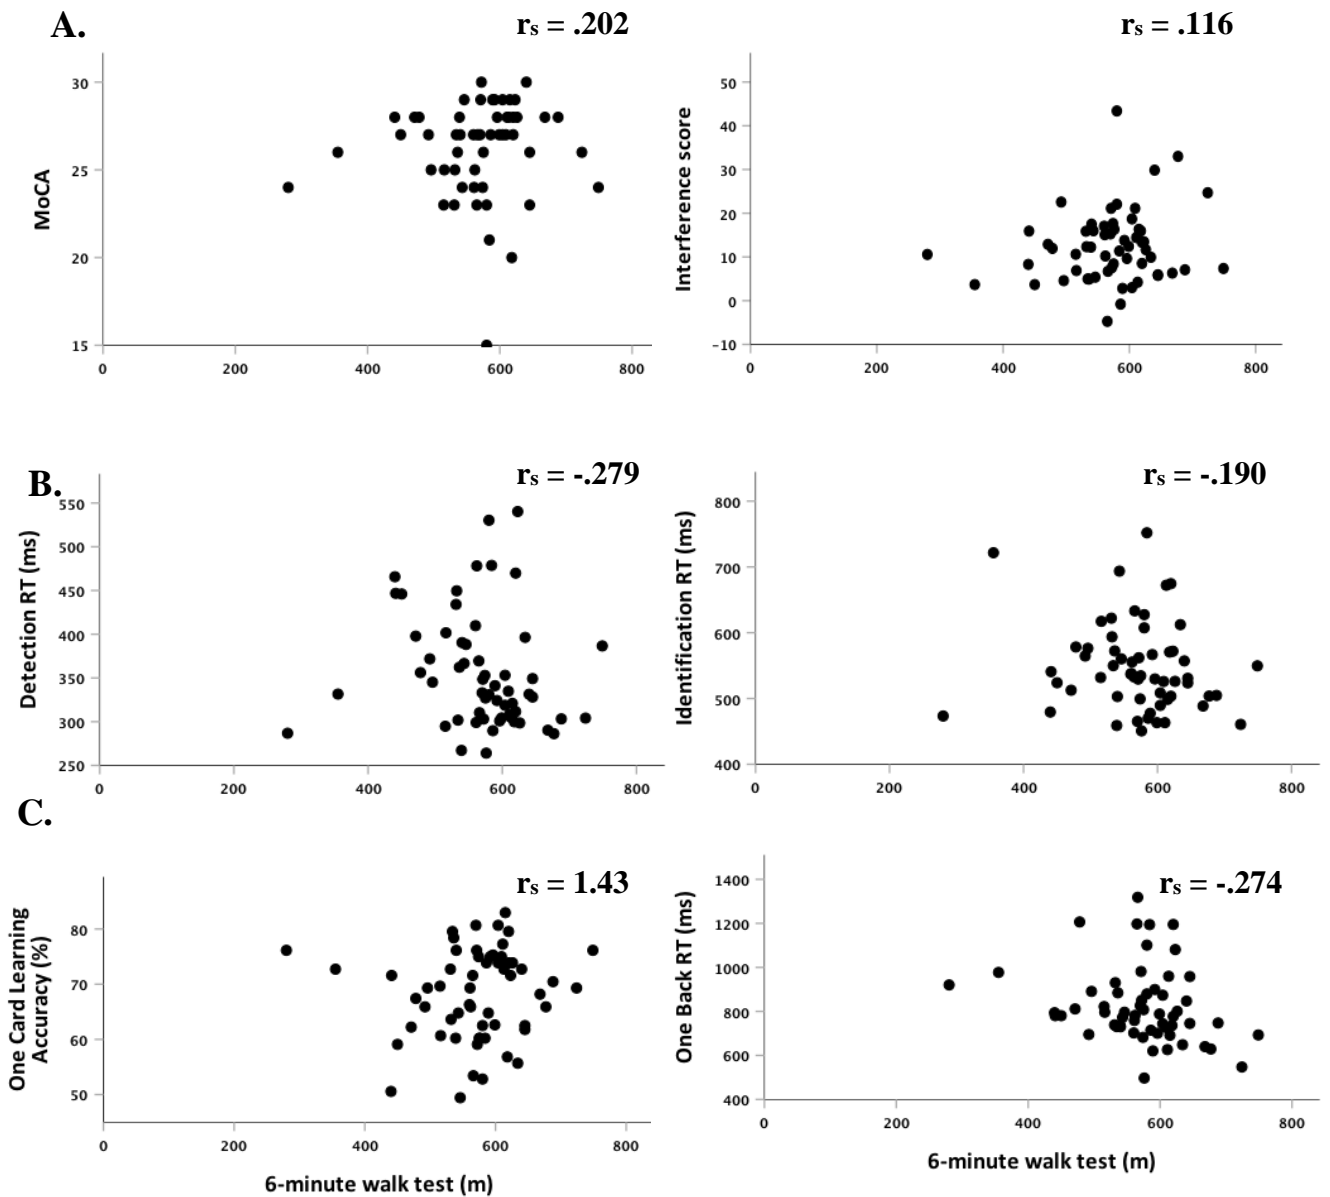 A.
rs = .202
MoCA
30
25
20
15
0 200 400 600 800
rs = .116
Interference score
50
40
30
20
10
0
−10
0 200 400 600 800
B.
rs = -.279
Detection RT (ms)
550
500
450
400
350
300
250
0 200 400 600 800
rs = -.190
Identification RT (ms)
800
700
600
500
400
0 200 400 600 800
C.
rs = 1.43
One Card Learning
Accuracy (%)
80
70
60
50
0 200 400 600 800
6-minute walk test (m)
rs = -.274
One Back RT (ms)
1400
1200
1000
800
600
400
0 200 400 600 800
6-minute walk test (m)